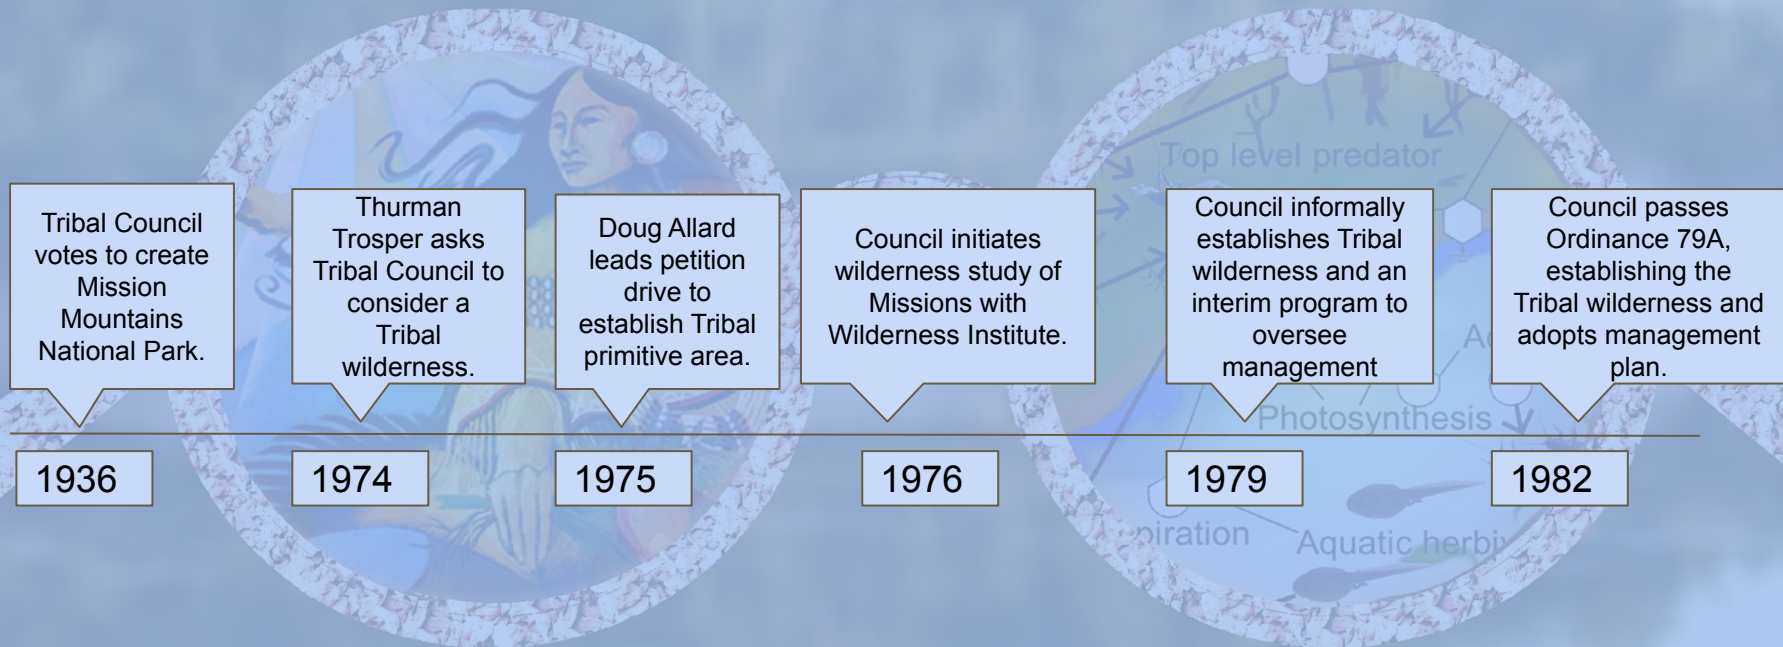 Tribal Council
votes to create
Mission
Mountains
National Park.
Thurman
Trosper asks
Tribal Council to
consider a
Tribal
wilderness.
Doug Allard
leads petition
drive to
establish Tribal
primitive area.
Council initiates
wilderness study of
Missions with
Wilderness Institute.
Council informally
establishes Tribal
wilderness and an
interim program to
oversee
management
Council passes
Ordinance 79A,
establishing the
Tribal wilderness and
adopts management
plan.
1936
1974
1975
1976
1979
1982
Top level predator
Photosynthesis
Aquatic